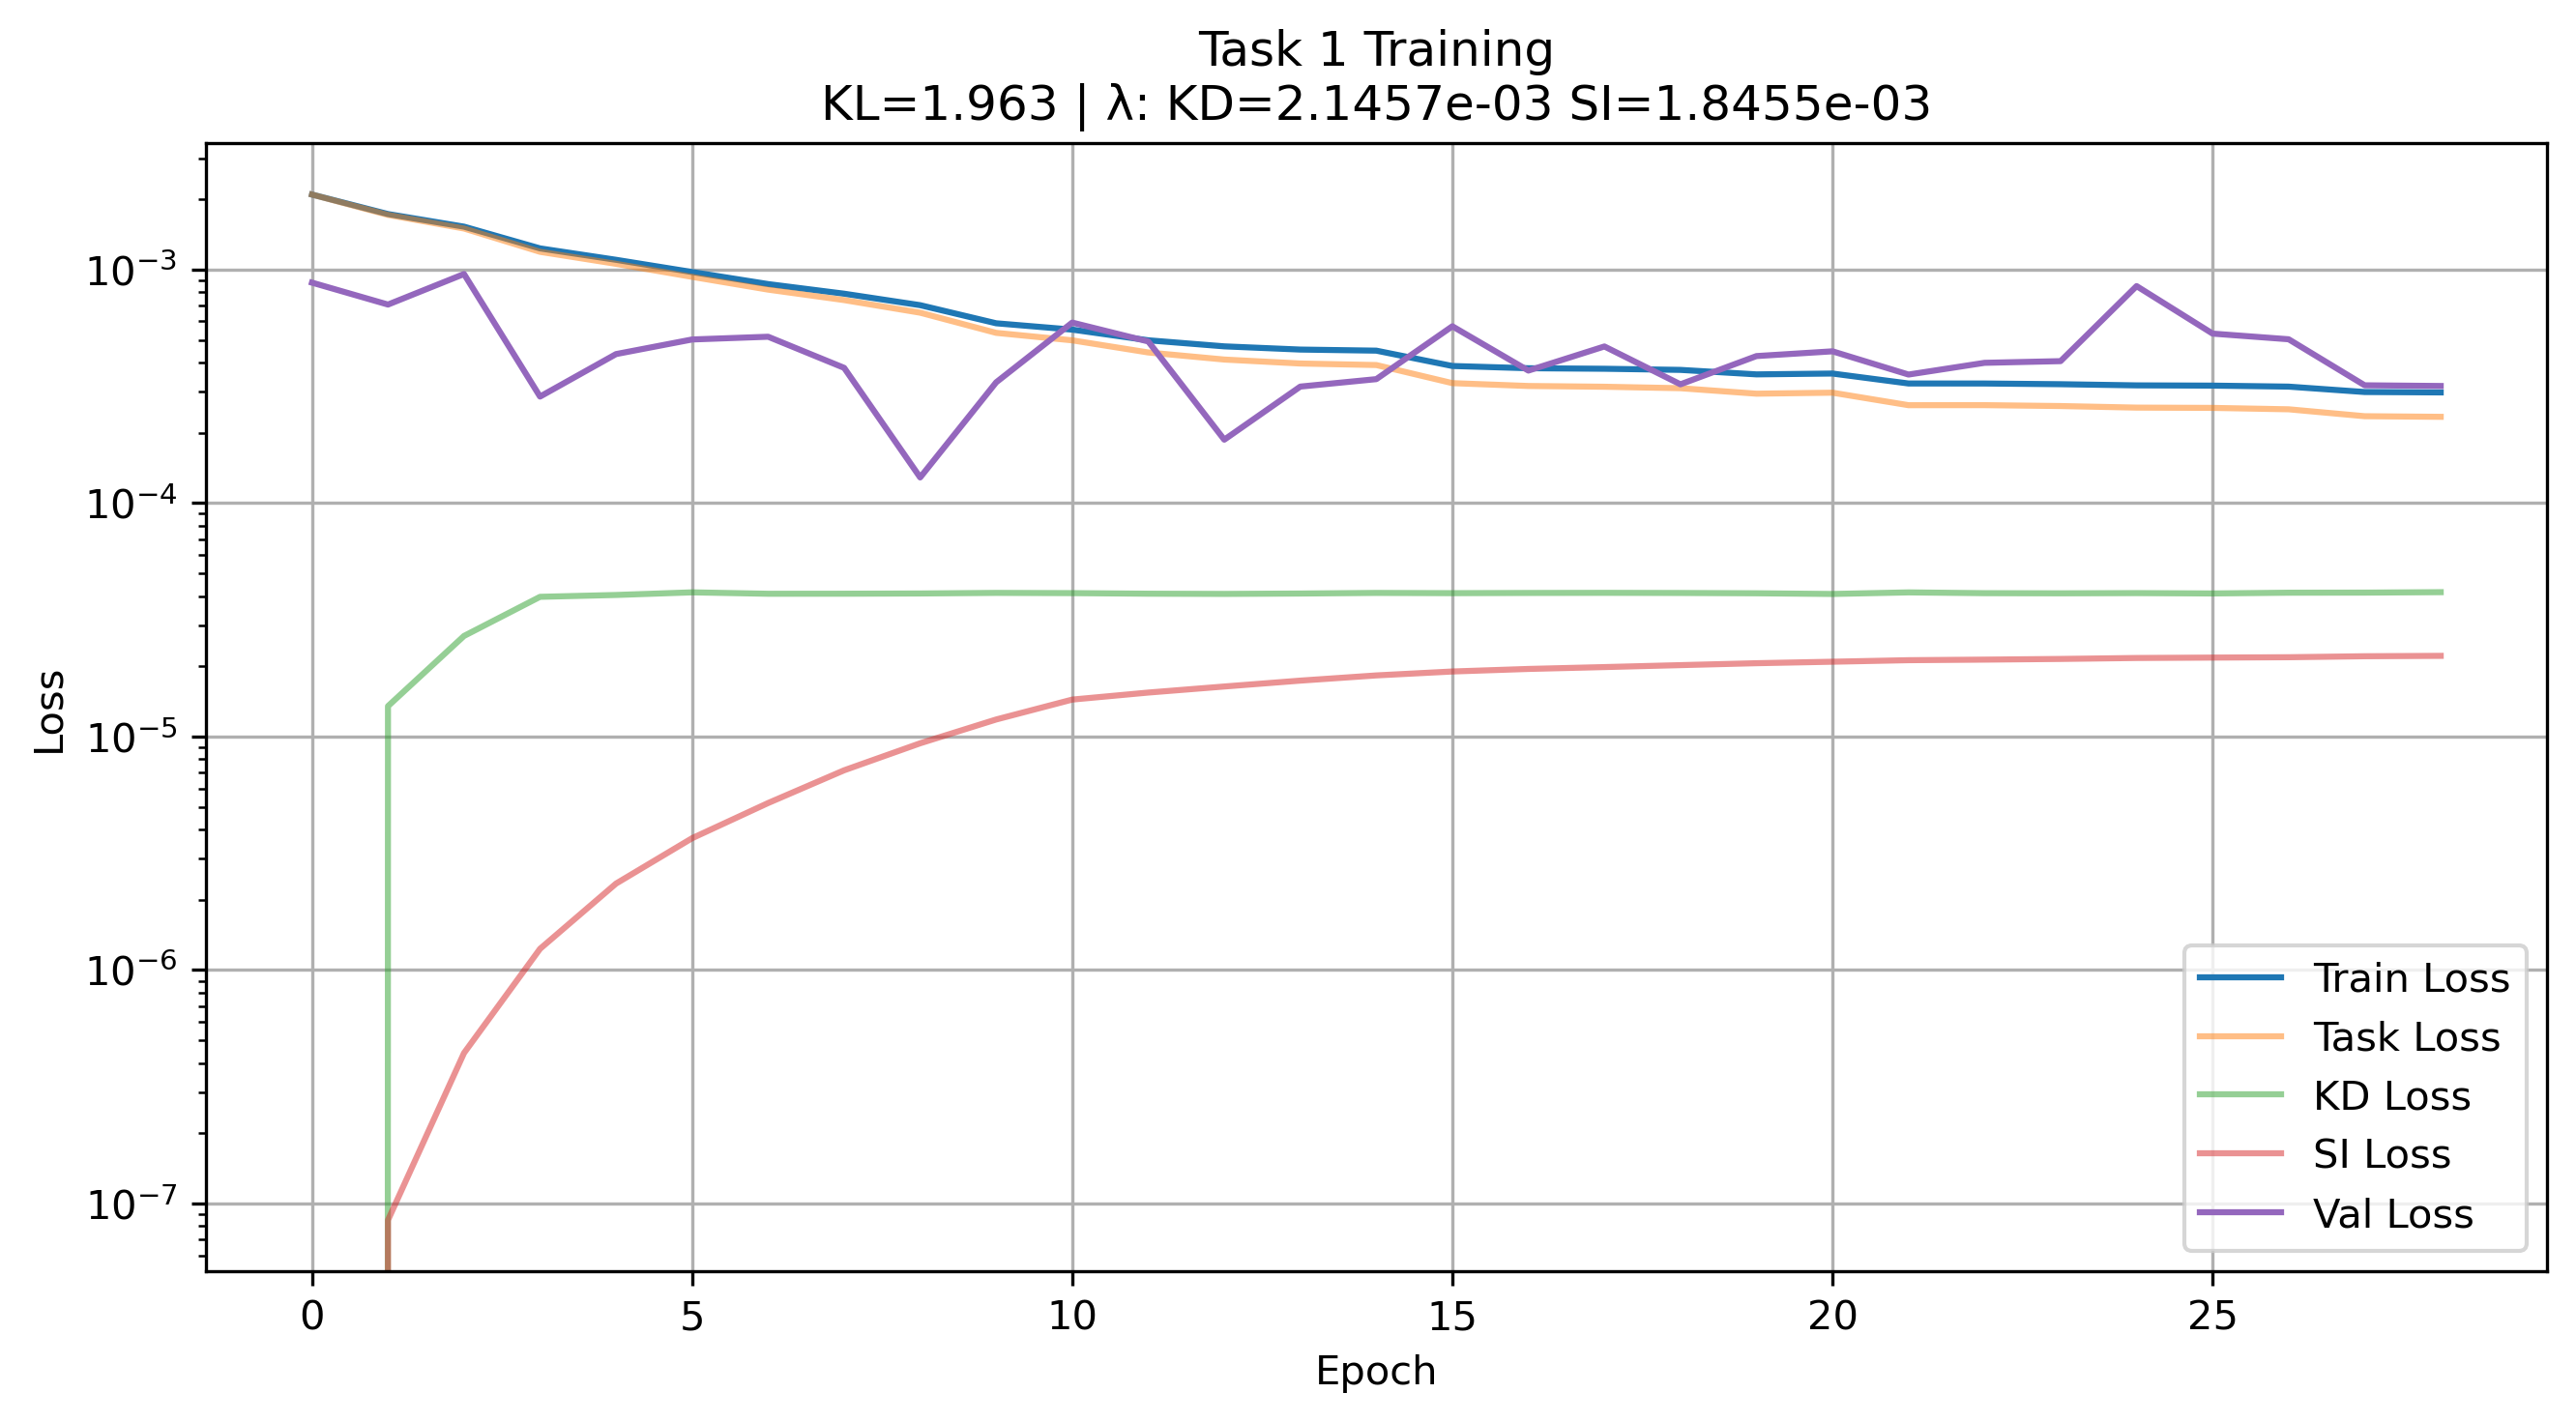 Task 1 Training
KL=1.963 | λ: KD=2.1457e-03 SI=1.8455e-03
Loss
10⁻³
10⁻⁴
10⁻⁵
10⁻⁶
10⁻⁷
Train Loss
Task Loss
KD Loss
SI Loss
Val Loss
0 5 10 15 20 25
Epoch